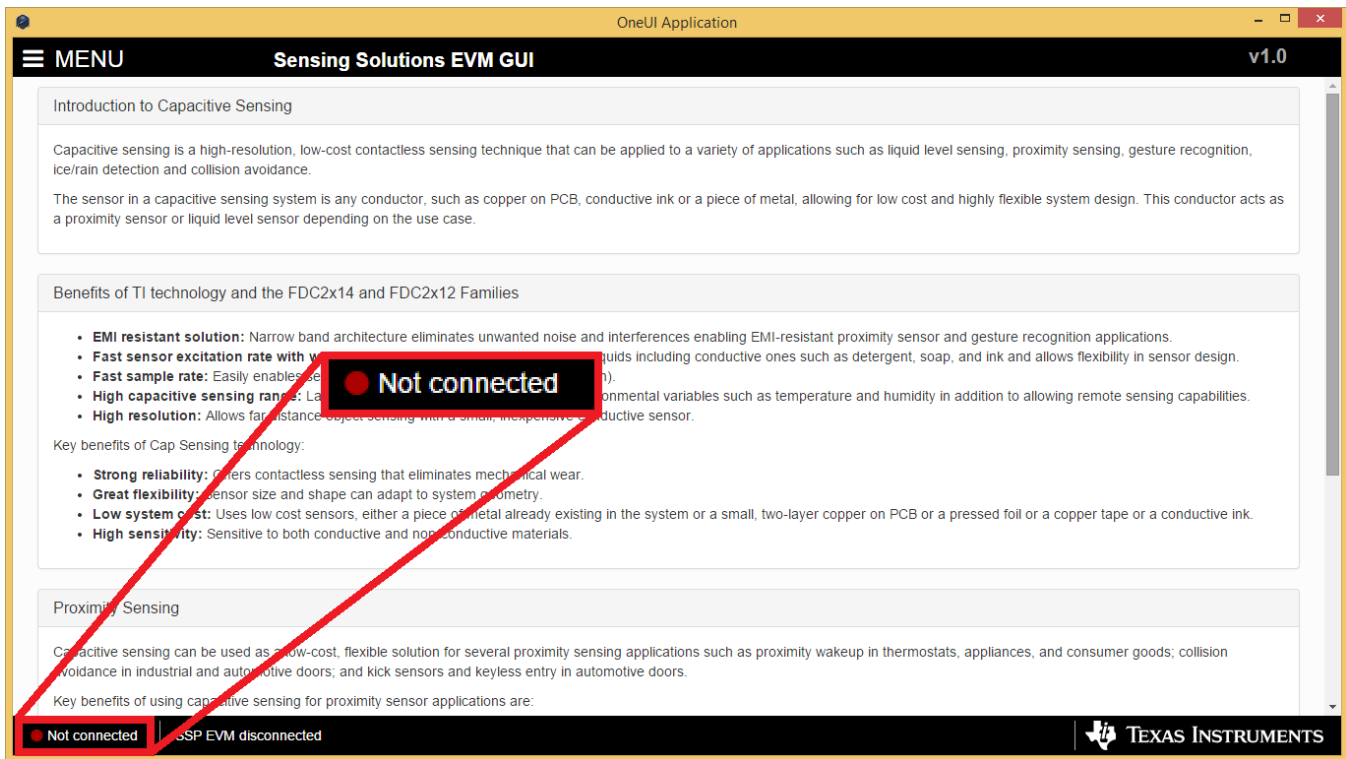 OneUI Application
MENU
Sensing Solutions EVM GUI
v1.0
Introduction to Capacitive Sensing
Capacitive sensing is a high-resolution, low-cost contactless sensing technique that can be applied to a variety of applications such as liquid level sensing, proximity sensing, gesture recognition,
ice/rain detection and collision avoidance.
The sensor in a capacitive sensing system is any conductor, such as copper on PCB, conductive ink or a piece of metal, allowing for low cost and highly flexible system design. This conductor acts as
a proximity sensor or liquid level sensor depending on the use case.
Benefits of TI technology and the FDC2x14 and FDC2x12 Families
• EMI resistant solution: Narrow band architecture eliminates unwanted noise and interferences enabling EMI-resistant proximity sensor and gesture recognition applications.
• Fast sensor excitation rate with quids including conductive ones such as detergent, soap, and ink and allows flexibility in sensor design.
• Fast sample rate: Easily enables
• High capacitive sensing range: onmental variables such as temperature and humidity in addition to allowing remote sensing capabilities.
• High resolution: Allows far distance object sensing with a small, inexpensive conductive sensor.
Not connected
Key benefits of Cap Sensing technology:
• Strong reliability: Offers contactless sensing that eliminates mechanical wear.
• Great flexibility: Sensor size and shape can adapt to system geometry.
• Low system cost: Uses low cost sensors, either a piece of metal already existing in the system or a small, two-layer copper on PCB or a pressed foil or a copper tape or a conductive ink.
• High sensitivity: Sensitive to both conductive and non-conductive materials.
Proximity Sensing
Capacitive sensing can be used as a low-cost, flexible solution for several proximity sensing applications such as proximity wakeup in thermostats, appliances, and consumer goods; collision
avoidance in industrial and automotive doors; and kick sensors and keyless entry in automotive doors.
Key benefits of using capacitive sensing for proximity sensor applications are:
Not connected
SSP EVM disconnected
TEXAS INSTRUMENTS